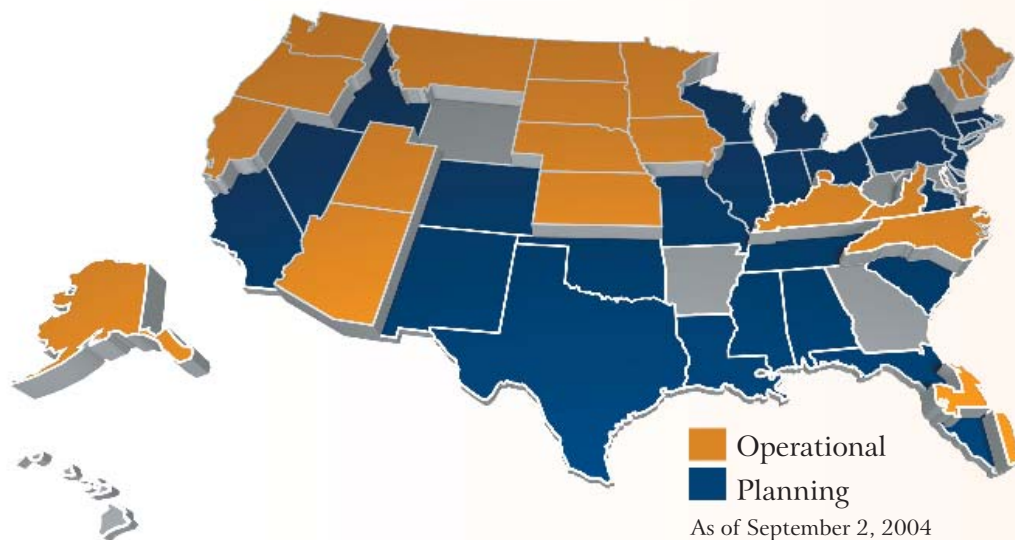 Operational
Planning
As of September 2, 2004